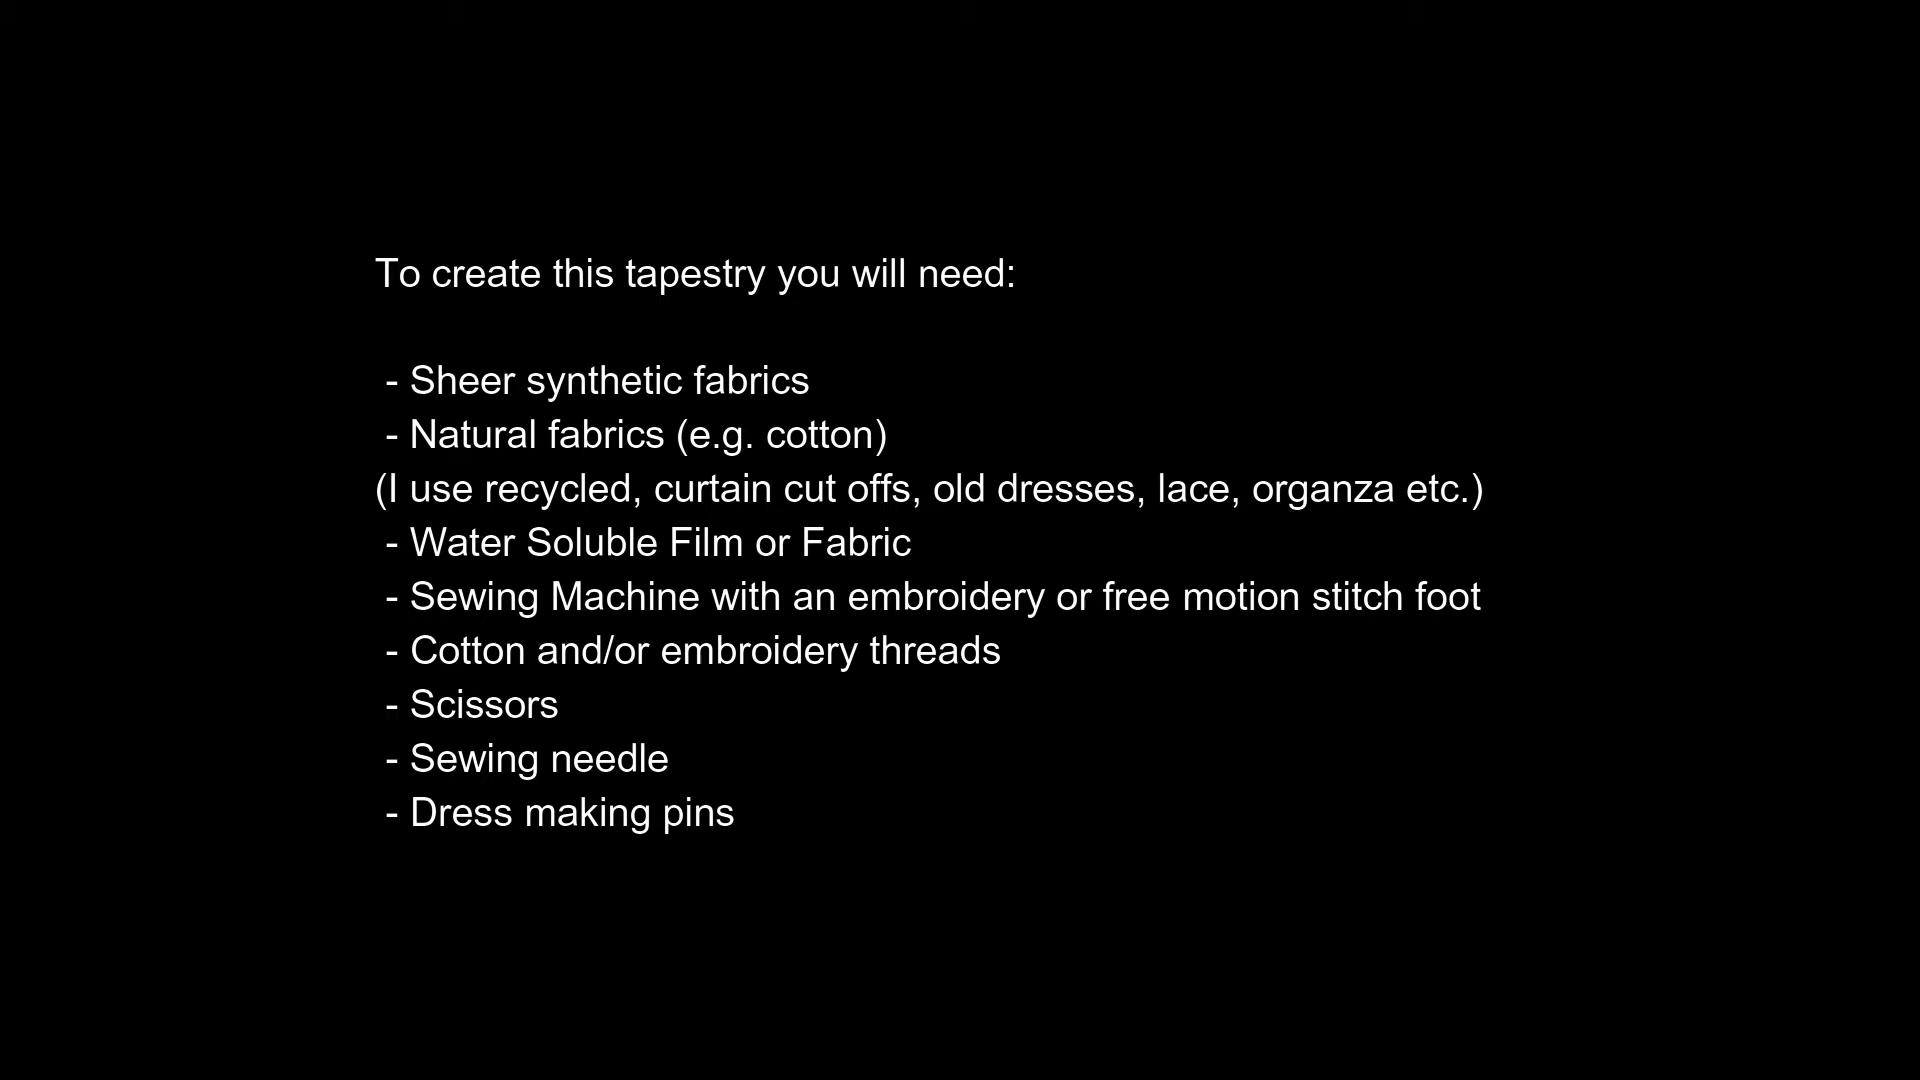 To create this tapestry you will need:
- Sheer synthetic fabrics
- Natural fabrics (e.g. cotton)
(I use recycled, curtain cut offs, old dresses, lace, organza etc.)
- Water Soluble Film or Fabric
- Sewing Machine with an embroidery or free motion stitch foot
- Cotton and/or embroidery threads
- Scissors
- Sewing needle
- Dress making pins